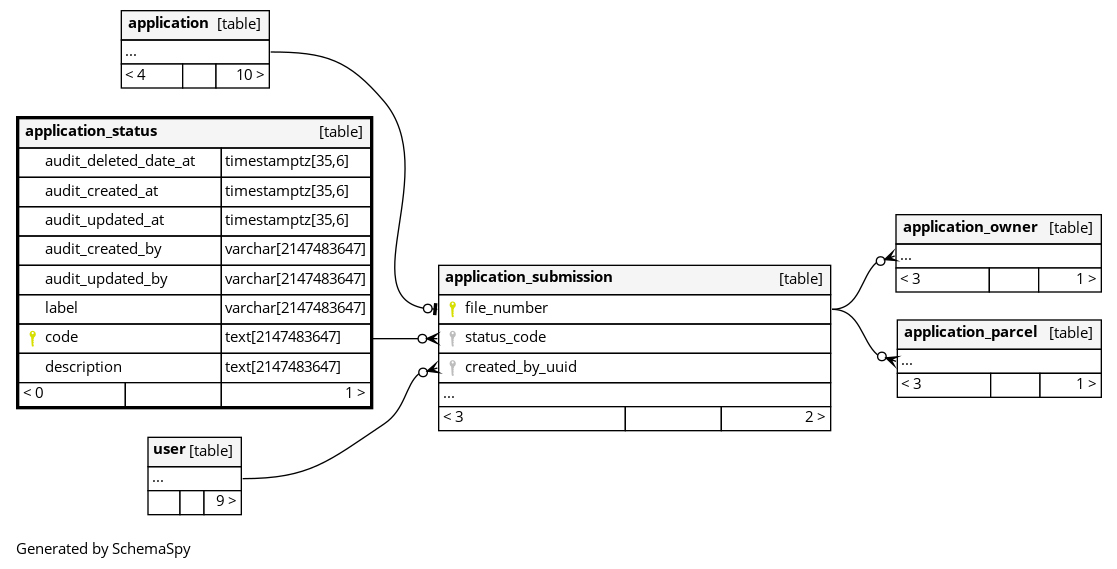 application [table]
...
< 4 10 >
application_status [table]
audit_deleted_date_at timestamptz[35,6]
audit_created_at timestamptz[35,6]
audit_updated_at timestamptz[35,6]
audit_created_by varchar[2147483647]
audit_updated_by varchar[2147483647]
label varchar[2147483647]
code text[2147483647]
description text[2147483647]
< 0 1 >
user [table]
...
9 >
application_submission [table]
file_number
status_code
created_by_uuid
...
< 3 2 >
application_owner [table]
...
< 3 1 >
application_parcel [table]
...
< 3 1 >
Generated by SchemaSpy